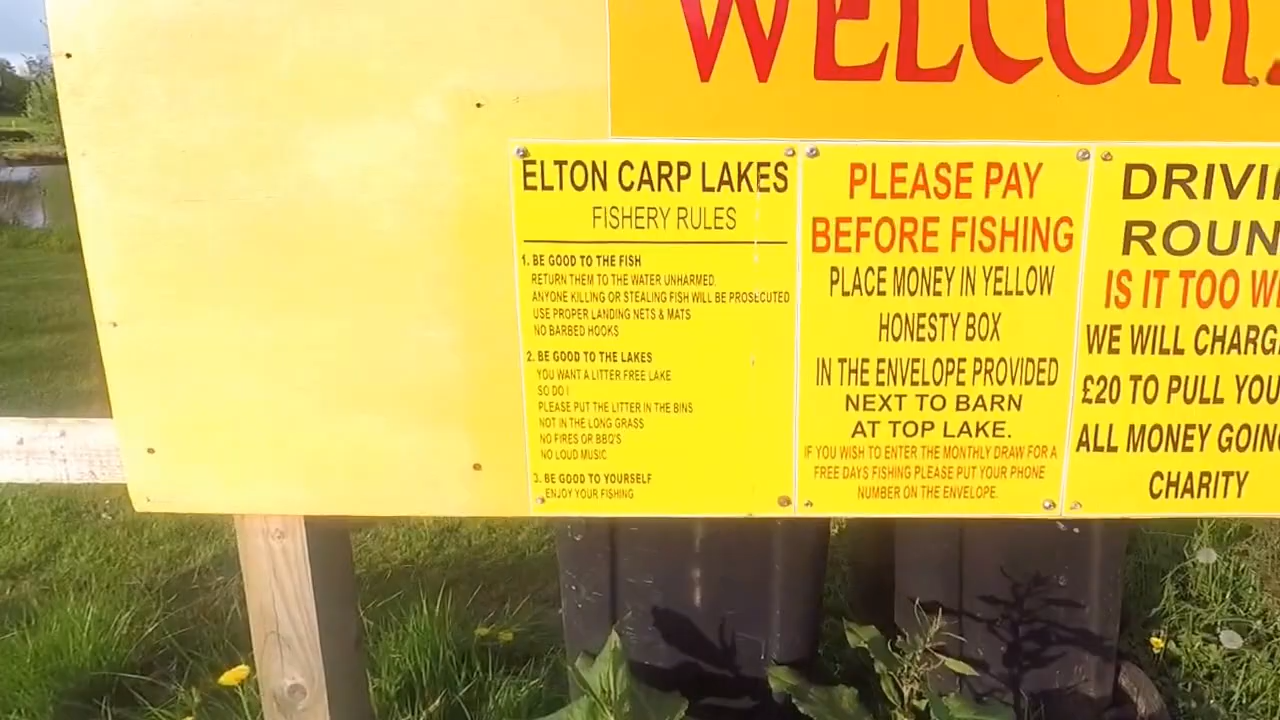 WELCOM
ELTON CARP LAKES
FISHERY RULES
1. BE GOOD TO THE FISH
RETURN THEM TO THE WATER UNHARMED.
ANYONE KILLING OR STEALING FISH WILL BE PROSECUTED
USE PROPER LANDING NETS & MATS
NO BARBED HOOKS
2. BE GOOD TO THE LAKES
YOU WANT A LITTER FREE LAKE
SO DO I
PLEASE PUT THE LITTER IN THE BINS
NOT IN THE LONG GRASS
NO FIRES OR BBQ'S
NO LOUD MUSIC
3. BE GOOD TO YOURSELF
ENJOY YOUR FISHING
PLEASE PAY
BEFORE FISHING
PLACE MONEY IN YELLOW
HONESTY BOX
IN THE ENVELOPE PROVIDED
NEXT TO BARN
AT TOP LAKE.
IF YOU WISH TO ENTER THE MONTHLY DRAW FOR A
FREE DAYS FISHING PLEASE PUT YOUR PHONE
NUMBER ON THE ENVELOPE.
DRIVI
ROUN
IS IT TOO W
WE WILL CHARG
£20 TO PULL YOU
ALL MONEY GOIN
CHARITY